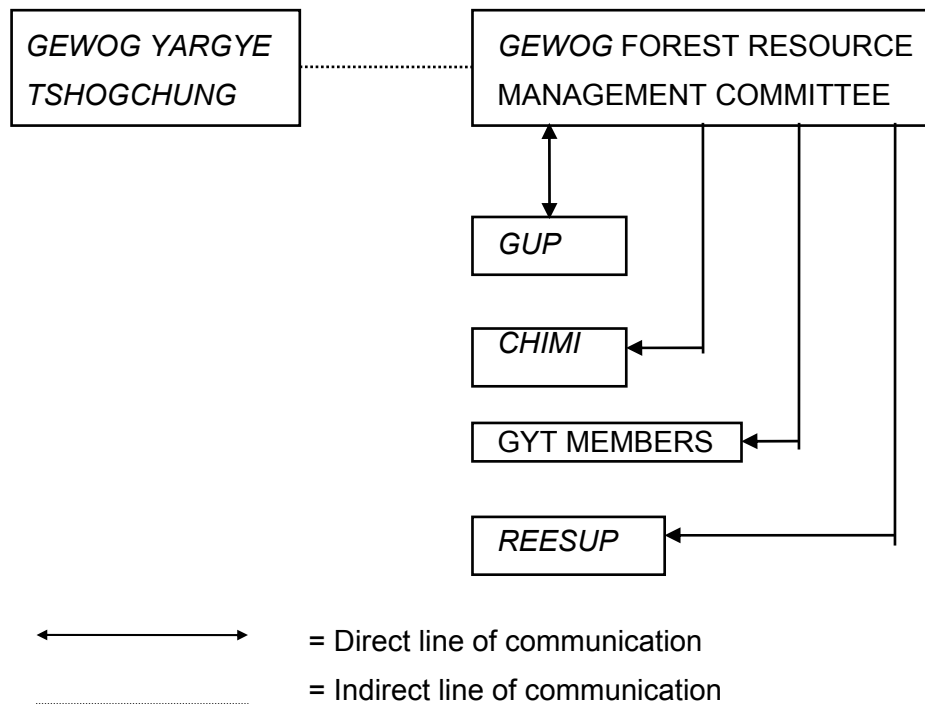 GEWOG YARGYE
TSHOGCHUNG
GEWOG FOREST RESOURCE
MANAGEMENT COMMITTEE
GUP
CHIMI
GYT MEMBERS
REESUP
= Direct line of communication
= Indirect line of communication